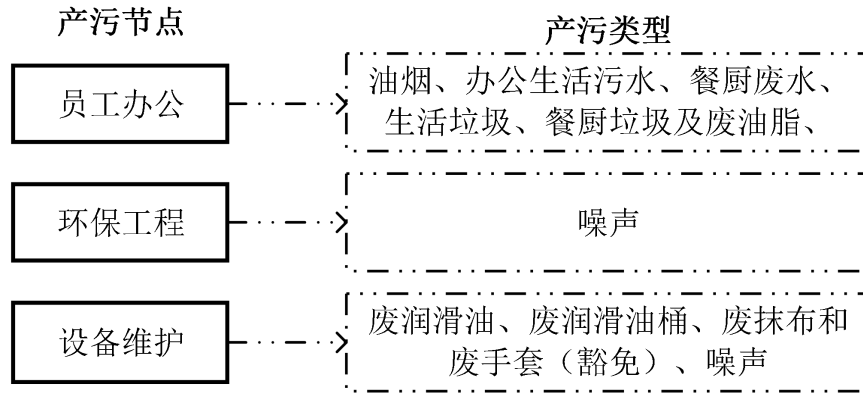 产污节点
产污类型
员工办公
油烟、办公生活污水、餐厨废水、
生活垃圾、餐厨垃圾及废油脂、
环保工程
噪声
设备维护
废润滑油、废润滑油桶、废抹布和
废手套（豁免）、噪声